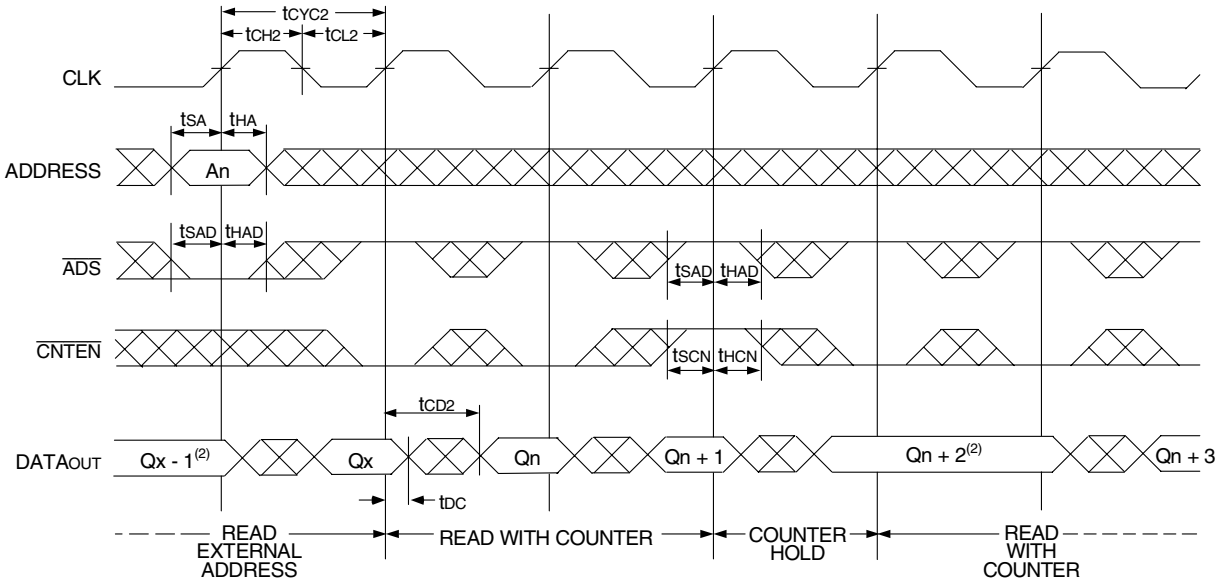 tCYC2
tCH2 tCL2
CLK
tSA tHA
ADDRESS An
tSAD tHAD
ADS
tSAD tHAD
CNTEN
tSCN tHCN
tCD2
DATAOUT Qx - 1(2) Qx Qn Qn + 1 Qn + 2(2) Qn + 3
tDC
READ EXTERNAL ADDRESS
READ WITH COUNTER
COUNTER HOLD
READ WITH COUNTER